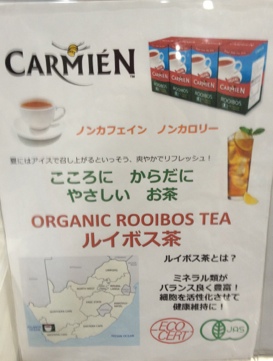 CARMIÉN
ROOIBOS
ノンカフェイン ノンカロリー
夏にはアイスで召し上がるといっそう、爽やかでリフレッシュ！
こころに からだに
やさしい お茶
ORGANIC ROOIBOS TEA
ルイボス茶
ルイボス茶とは？
ミネラル類が
バランス良く豊富！
細胞を活性化させて
健康維持に！
ECO
CERT
JAS